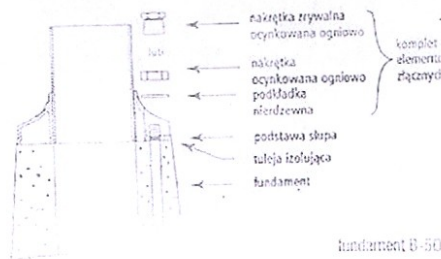 nakrętka zrywalna
ocynkowana ogniowo
lub
nakrętka
ocynkowana ogniowo
podkładka
nierdzewna
komplet
elementó
złącznych
podstawa słupa
tuleja izolująca
fundament
fundament B-50